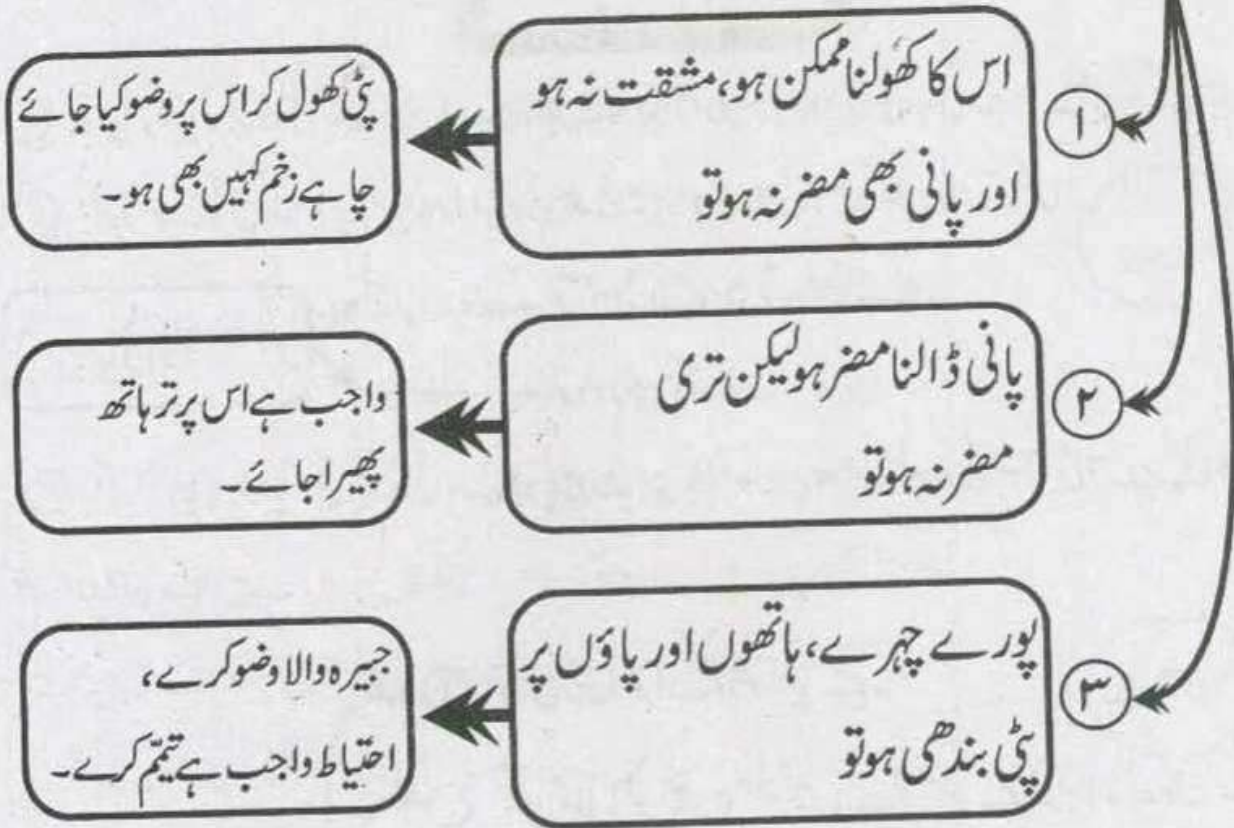 ۱
اس کا کھولنا ممکن ہو، مشقت نہ ہو
اور پانی بھی مضر نہ ہو تو
پٹی کھول کر اس پر وضو کیا جائے
چاہے زخم کہیں بھی ہو۔
۲
پانی ڈالنا مضر ہو لیکن تری
مضر نہ ہو تو
واجب ہے اس پر تر ہاتھ
پھیرا جائے۔
۳
پورے چہرے، ہاتھوں اور پاؤں پر
پٹی بندھی ہو تو
جبیرہ والا وضو کرے،
احتیاط واجب ہے تیمّم کرے۔